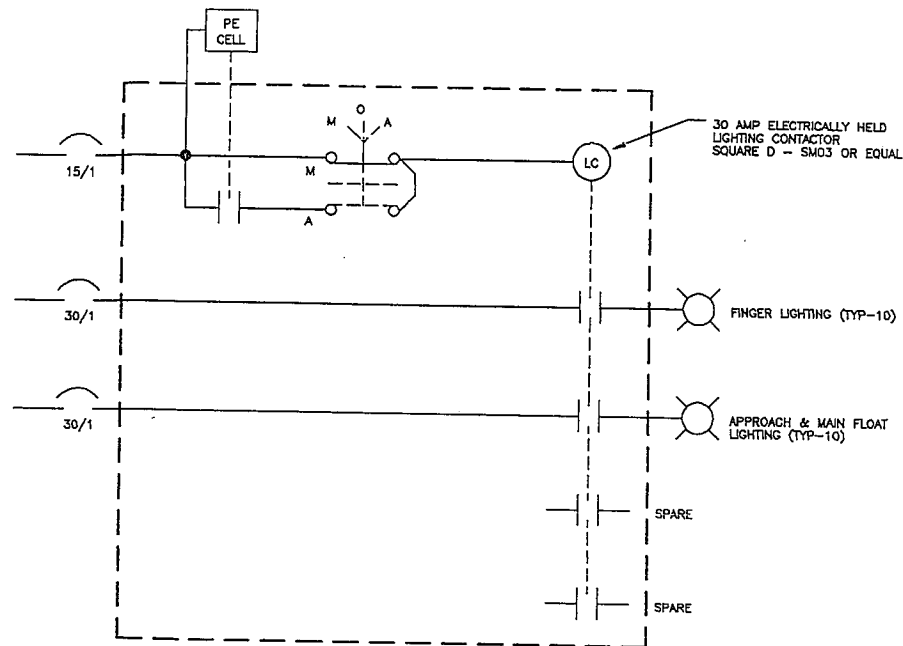 PE
CELL
O
M A
30 AMP ELECTRICALLY HELD
LIGHTING CONTACTOR
SQUARE D - SM03 OR EQUAL
LC
15/1
M
A
30/1
FINGER LIGHTING (TYP-10)
30/1
APPROACH & MAIN FLOAT
LIGHTING (TYP-10)
SPARE
SPARE